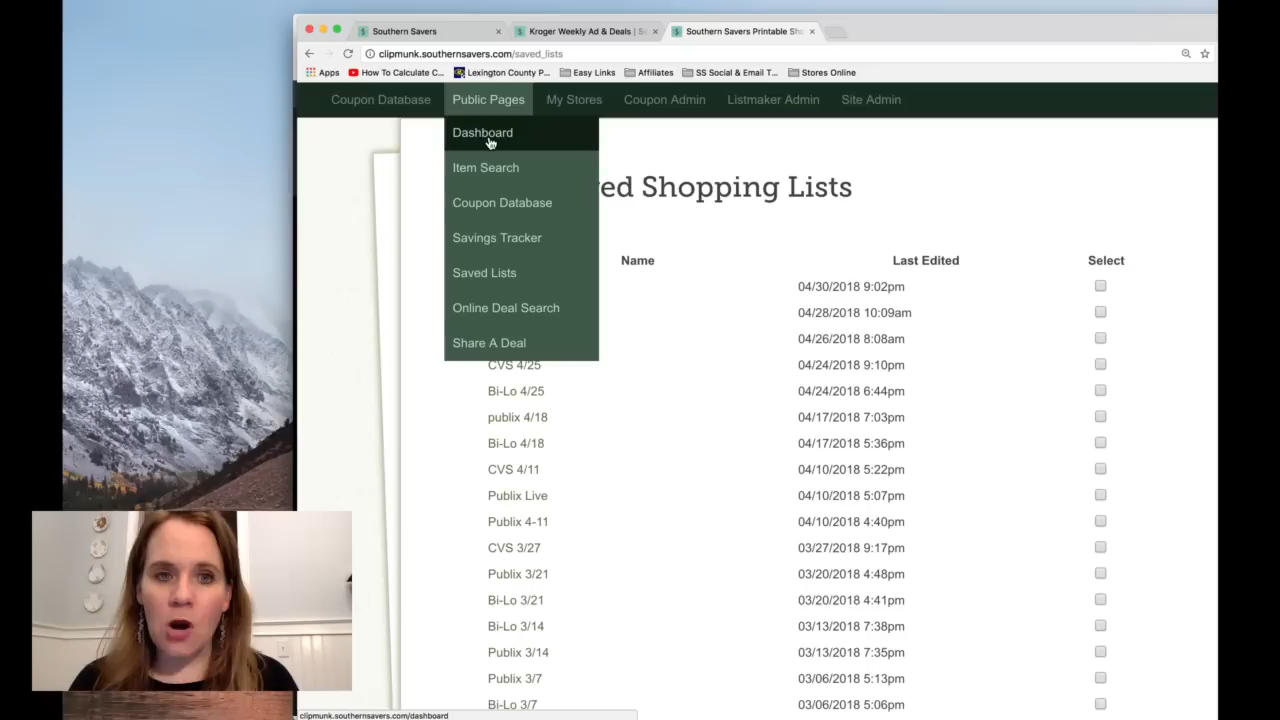 Southern Savers
Kroger Weekly Ad & Deals | S
Southern Savers Printable Sho
clipmunk.southernsavers.com/saved_lists
Apps
How To Calculate C...
Lexington County P...
Easy Links
Affiliates
SS Social & Email T...
Stores Online
Coupon Database
Public Pages
My Stores
Coupon Admin
Listmaker Admin
Site Admin
Dashboard
Item Search
Coupon Database
Savings Tracker
Saved Lists
Online Deal Search
Share A Deal
ed Shopping Lists
Name Last Edited Select
04/30/2018 9:02pm
04/28/2018 10:09am
04/26/2018 8:08am
CVS 4/25 04/24/2018 9:10pm
Bi-Lo 4/25 04/24/2018 6:44pm
publix 4/18 04/17/2018 7:03pm
Bi-Lo 4/18 04/17/2018 5:36pm
CVS 4/11 04/10/2018 5:22pm
Publix Live 04/10/2018 5:07pm
Publix 4-11 04/10/2018 4:40pm
CVS 3/27 03/27/2018 9:17pm
Publix 3/21 03/20/2018 4:48pm
Bi-Lo 3/21 03/20/2018 4:41pm
Bi-Lo 3/14 03/13/2018 7:38pm
Publix 3/14 03/13/2018 7:35pm
Publix 3/7 03/06/2018 5:13pm
Bi-Lo 3/7 03/06/2018 5:06pm
clipmunk.southernsavers.com/dashboard